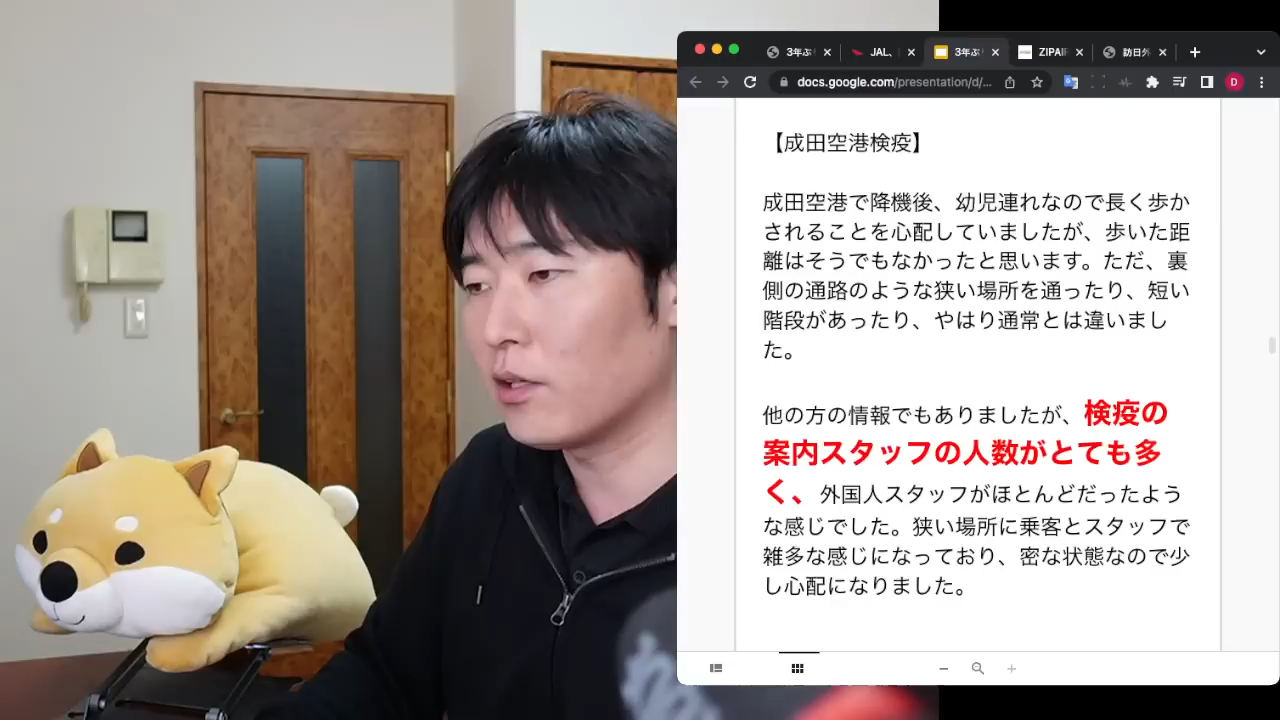 3年ぶり
JAL、
3年ぶり
ZIPAIR
訪日外
docs.google.com/presentation/d/...
D
【成田空港検疫】
成田空港で降機後、幼児連れなので長く歩か
されることを心配していましたが、歩いた距
離はそうでもなかったと思います。ただ、裏
側の通路のような狭い場所を通ったり、短い
階段があったり、やはり通常とは違いまし
た。
他の方の情報でもありましたが、検疫の
案内スタッフの人数がとても多
く、外国人スタッフがほとんどだったよう
な感じでした。狭い場所に乗客とスタッフで
雑多な感じになっており、密な状態なので少
し心配になりました。